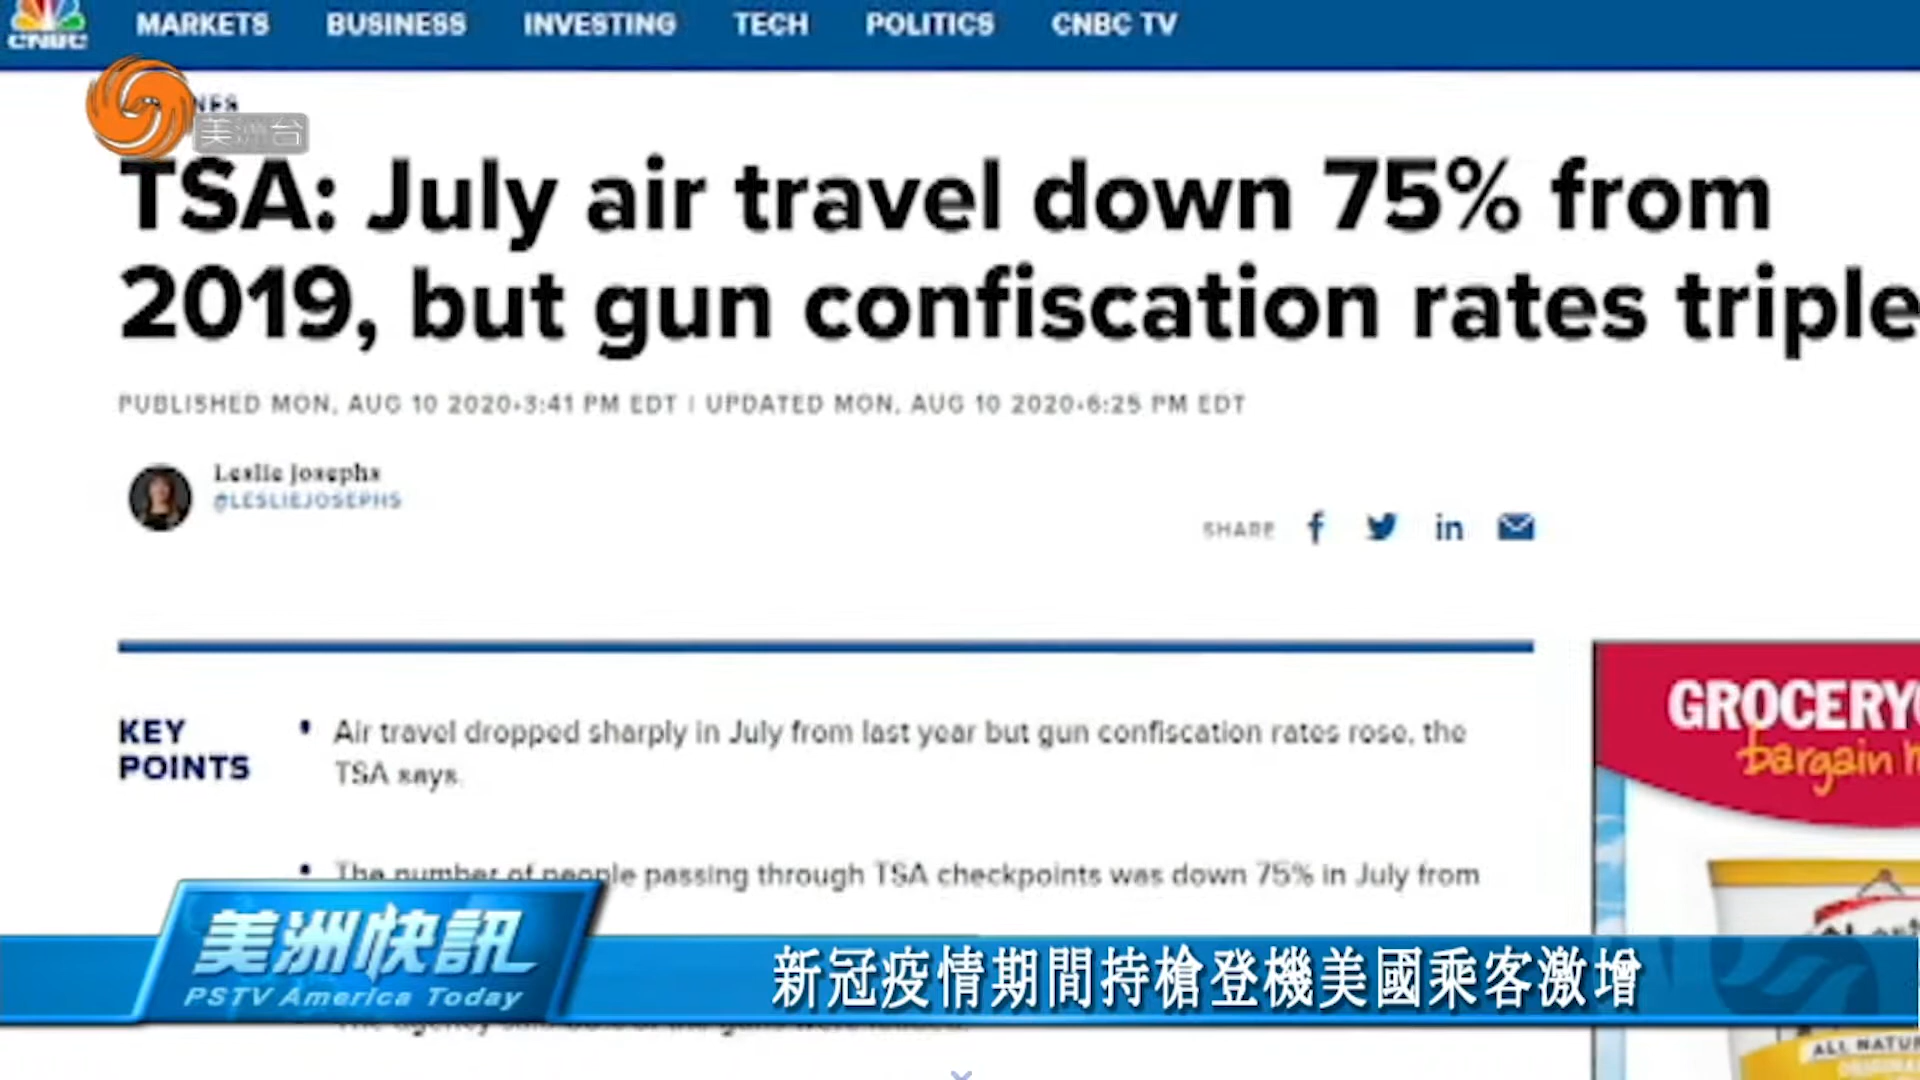 CNBC
MARKETS BUSINESS INVESTING TECH POLITICS CNBC TV
美洲台
TSA: July air travel down 75% from
2019, but gun confiscation rates triple
PUBLISHED MON, AUG 10 2020•3:41 PM EDT | UPDATED MON, AUG 10 2020•6:25 PM EDT
Leslie Josephs
@LESLIEJOSEPHS
SHARE
KEY
POINTS
• Air travel dropped sharply in July from last year but gun confiscation rates rose, the
TSA says.
• The number of people passing through TSA checkpoints was down 75% in July from
GROCERY
bargain
美洲快訊
PSTV America Today
新冠疫情期間持槍登機美國乘客激增
ALL NATU